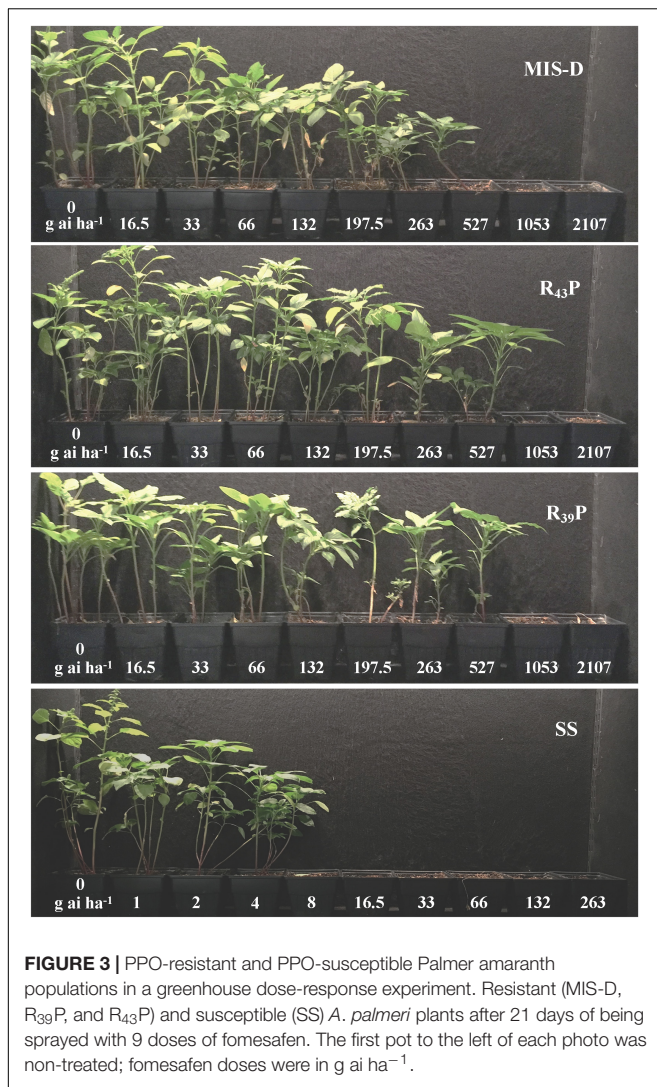 MIS-D
0
g ai ha⁻¹ 16.5 33 66 132 197.5 263 527 1053 2107
R₄₃P
0
g ai ha⁻¹ 16.5 33 66 132 197.5 263 527 1053 2107
R₃₉P
0
g ai ha⁻¹ 16.5 33 66 132 197.5 263 527 1053 2107
SS
0
g ai ha⁻¹ 1 2 4 8 16.5 33 66 132 263
FIGURE 3 | PPO-resistant and PPO-susceptible Palmer amaranth
populations in a greenhouse dose-response experiment. Resistant (MIS-D,
R₃₉P, and R₄₃P) and susceptible (SS) A. palmeri plants after 21 days of being
sprayed with 9 doses of fomesafen. The first pot to the left of each photo was
non-treated; fomesafen doses were in g ai ha⁻¹.